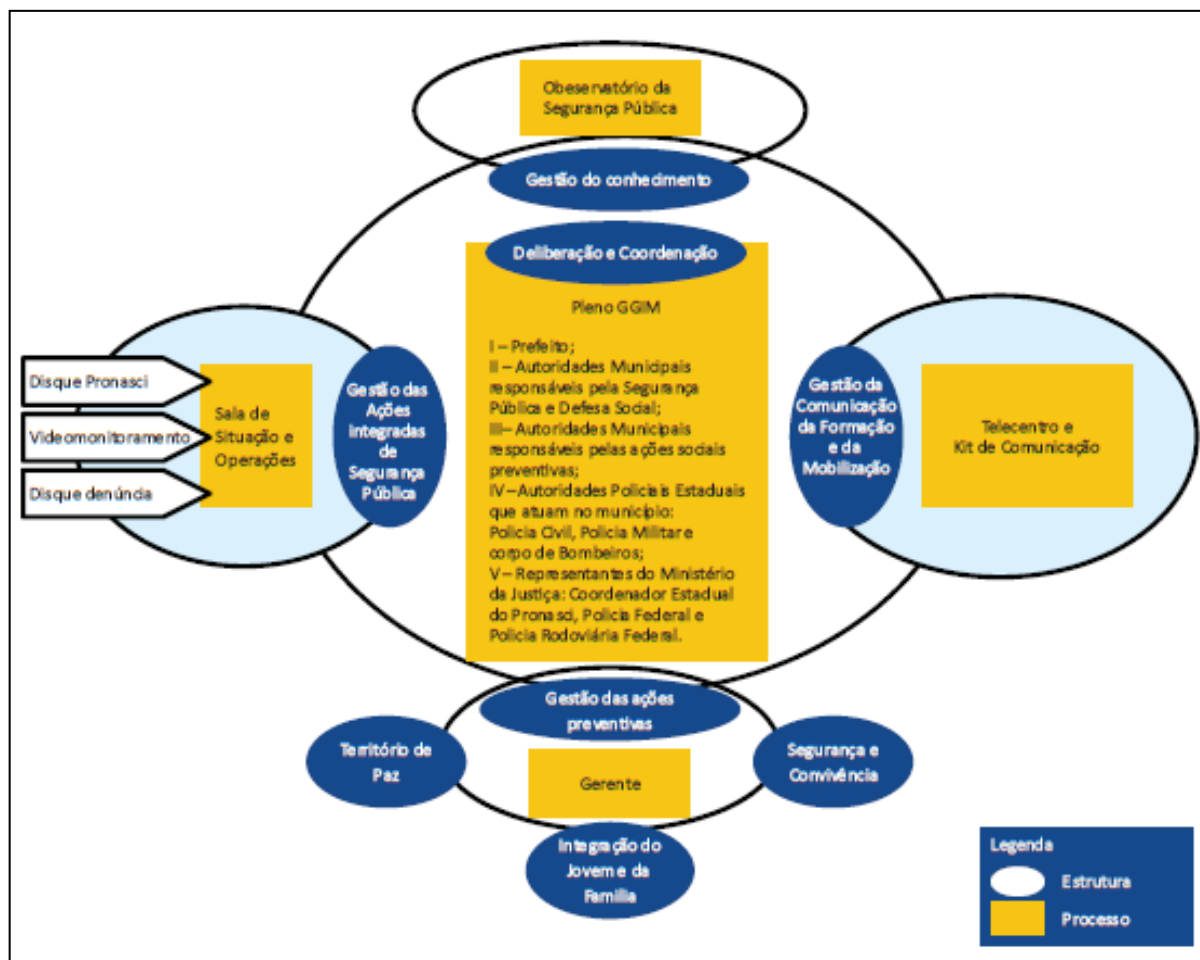 Obeservatório da
Segurança Pública
Gestão do conhecimento
Deliberação e Coordenação
Pleno GGIM
I – Prefeito;
II – Autoridades Municipais
responsáveis pela Segurança
Pública e Defesa Social;
III– Autoridades Municipais
responsáveis pelas ações sociais
preventivas;
IV –Autoridades Policiais Estaduais
que atuam no município:
Policia Civil, Policia Militar e
corpo de Bombeiros;
V – Representantes do Ministério
da Justiça: Coordenador Estadual
do Pronasci, Policia Federal e
Policia Rodoviária Federal.
Disque Pronasci
Videomonitoramento
Disque denúncia
Sala de
Situação e
Operações
Gestão das
Ações
integradas
de
Segurança
Pública
Gestão da
Comunicação
da Formação
e da
Mobilização
Telecentro e
Kit de Comunicação
Gestão das ações
preventivas
Território de
Paz
Gerente
Segurança e
Convivência
Integração do
Jovem e da
Familia
Legenda
Estrutura
Processo